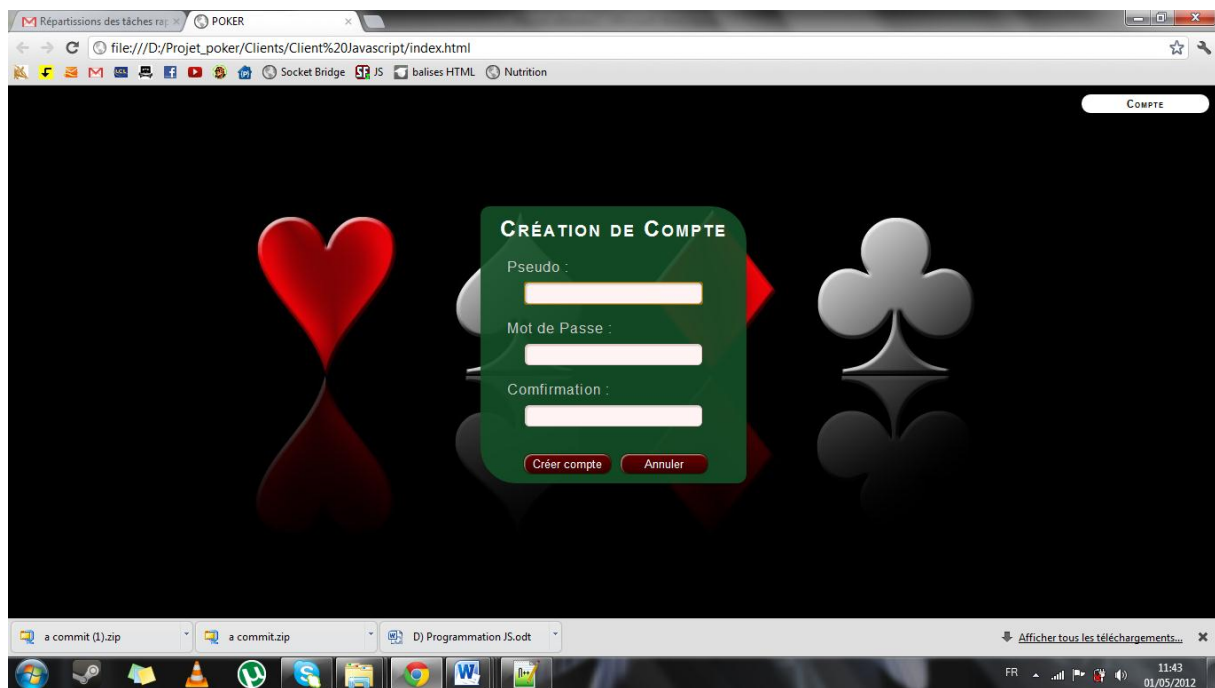 Répartissions des tâches rap
POKER
file:///D:/Projet_poker/Clients/Client%20Javascript/index.html
Socket Bridge JS balises HTML Nutrition
COMPTE
CRÉATION DE COMPTE
Pseudo :
Mot de Passe :
Comfirmation :
Créer compte Annuler
a commit (1).zip a commit.zip D) Programmation JS.odt Afficher tous les téléchargements...
FR 11:43
01/05/2012